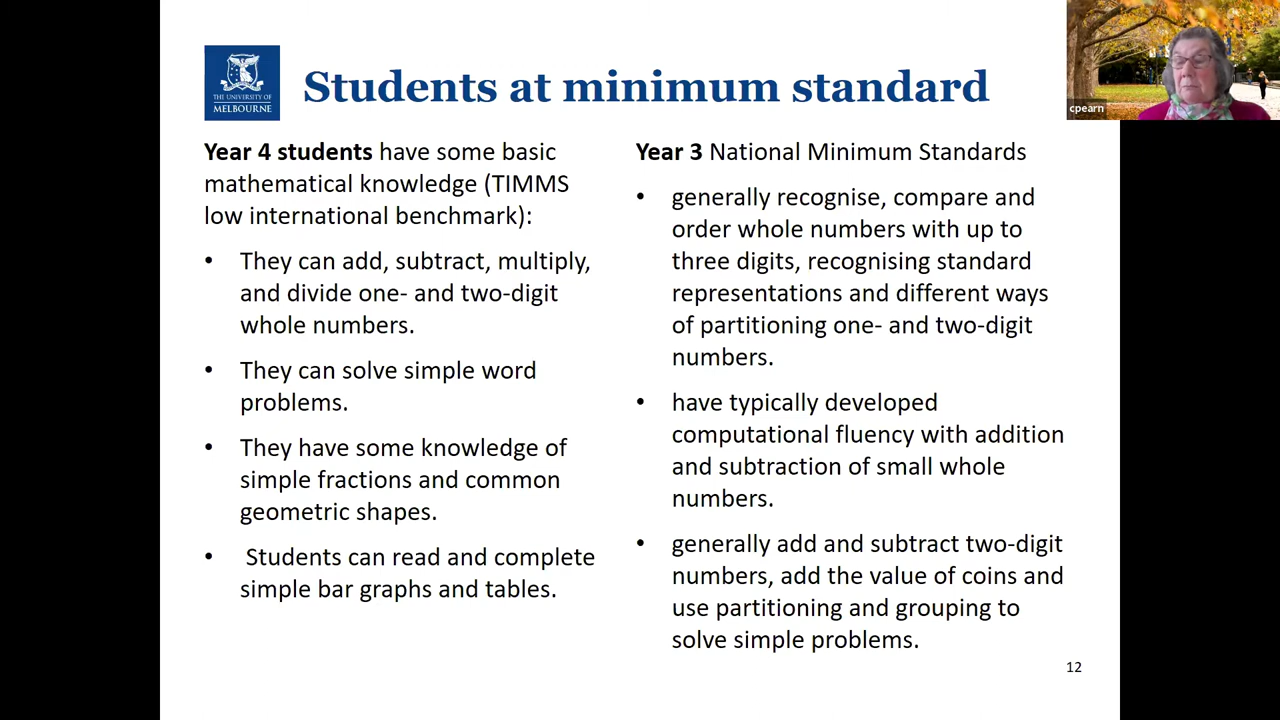 THE UNIVERSITY OF
MELBOURNE
Students at minimum standard
cpearn
Year 4 students have some basic
mathematical knowledge (TIMMS
low international benchmark):
• They can add, subtract, multiply,
and divide one- and two-digit
whole numbers.
• They can solve simple word
problems.
• They have some knowledge of
simple fractions and common
geometric shapes.
• Students can read and complete
simple bar graphs and tables.
Year 3 National Minimum Standards
• generally recognise, compare and
order whole numbers with up to
three digits, recognising standard
representations and different ways
of partitioning one- and two-digit
numbers.
• have typically developed
computational fluency with addition
and subtraction of small whole
numbers.
• generally add and subtract two-digit
numbers, add the value of coins and
use partitioning and grouping to
solve simple problems.
12